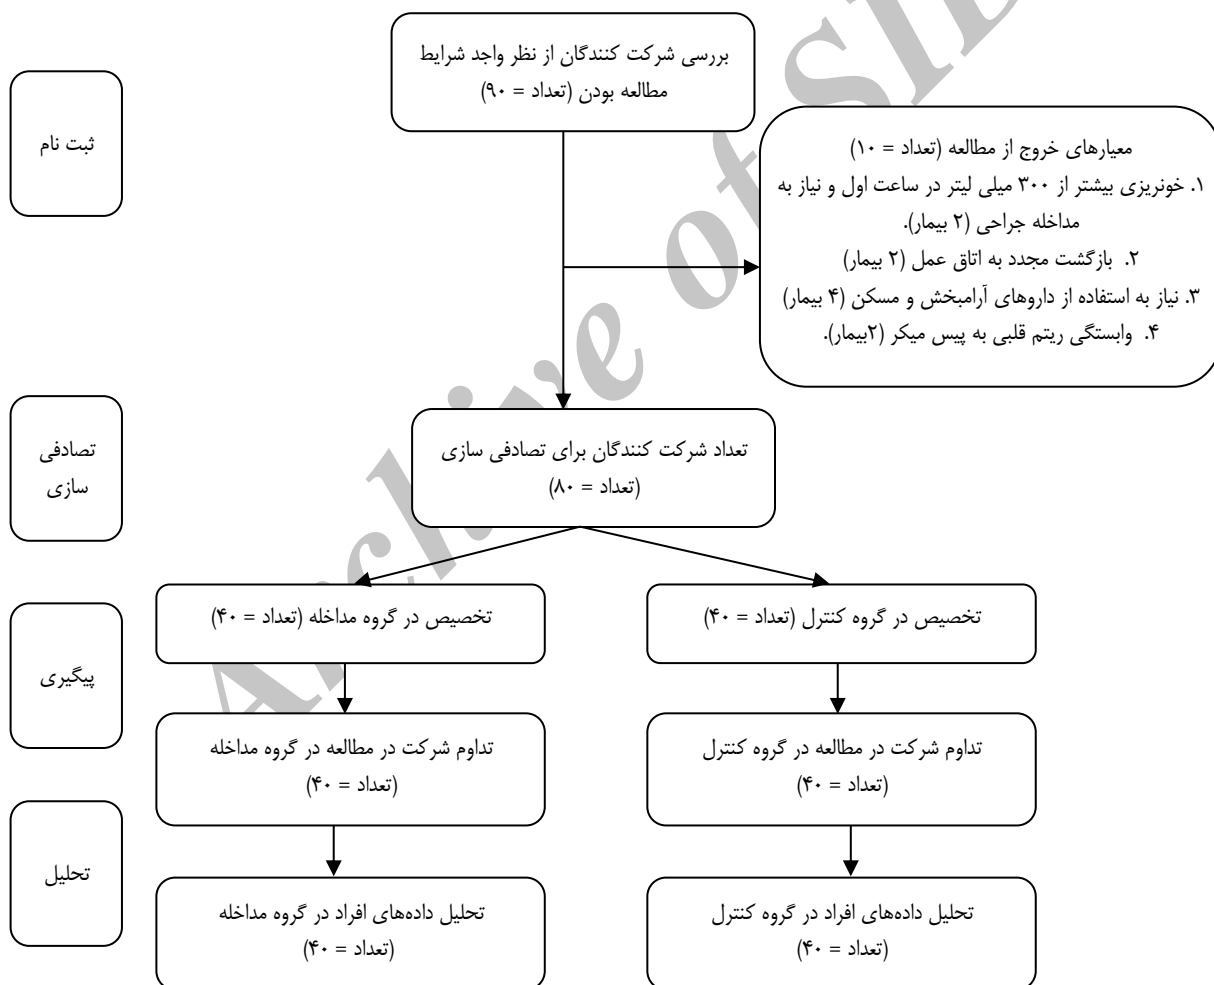 بررسی شرکت کنندگان از نظر واجد شرایط
مطالعه بودن (تعداد = ۹۰)
ثبت نام
معیارهای خروج از مطالعه (تعداد = ۱۰)
۱. خونریزی بیشتر از ۳۰۰ میلی لیتر در ساعت اول و نیاز به
مداخله جراحی (۲ بیمار).
۲. بازگشت مجدد به اتاق عمل (۲ بیمار)
۳. نیاز به استفاده از داروهای آرامبخش و مسکن (۴ بیمار)
۴. وابستگی ریتم قلبی به پیس میکر (۲بیمار).
تصادفی
سازی
تعداد شرکت کنندگان برای تصادفی سازی
(تعداد = ۸۰)
پیگیری
تخصیص در گروه کنترل (تعداد = ۴۰)
تخصیص در گروه مداخله (تعداد = ۴۰)
تداوم شرکت در مطالعه در گروه کنترل
(تعداد = ۴۰)
تداوم شرکت در مطالعه در گروه مداخله
(تعداد = ۴۰)
تحلیل
تحلیل داده‌های افراد در گروه کنترل
(تعداد = ۴۰)
تحلیل داده‌های افراد در گروه مداخله
(تعداد = ۴۰)
Archive of SID